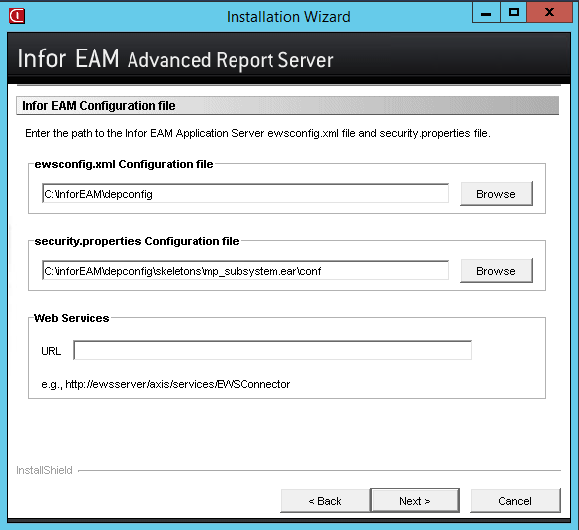 Installation Wizard
Infor EAM Advanced Report Server
Infor EAM Configuration file
Enter the path to the Infor EAM Application Server ewsconfig.xml file and security.properties file.
ewsconfig.xml Configuration file
C:\InforEAM\depconfig
Browse
security.properties Configuration file
C:\inforEAM\depconfig\skeletons\mp_subsystem.ear\conf
Browse
Web Services
URL
e.g., http://ewsserver/axis/services/EWSConnector
InstallShield
< Back
Next >
Cancel